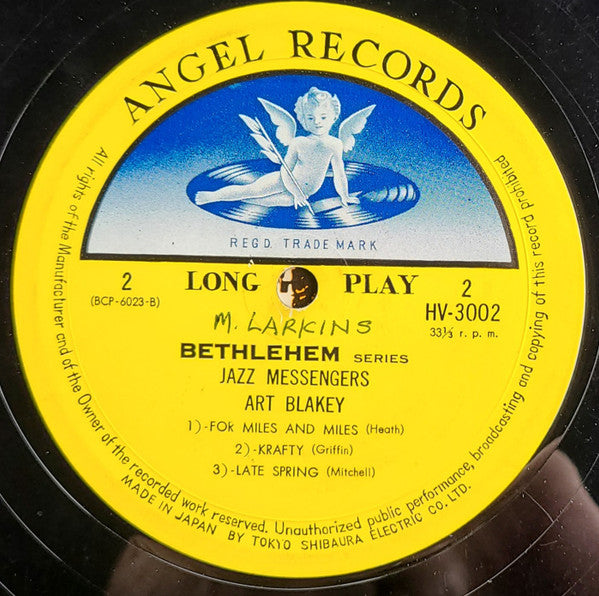 ANGEL RECORDS
REGD. TRADE MARK
2 LONG PLAY 2
(BCP-6023-B) HV-3002
33⅓ r. p. m.
M. LARKINS
BETHLEHEM SERIES
JAZZ MESSENGERS
ART BLAKEY
1)-FOR MILES AND MILES (Heath)
2)-KRAFTY (Griffin)
3)-LATE SPRING (Mitchell)
All rights of the Manufacturer and of the Owner of the recorded work reserved. Unauthorized public performance, broadcasting and copying of this record prohibited
MADE IN JAPAN BY TOKYO SHIBAURA ELECTRIC CO. LTD.